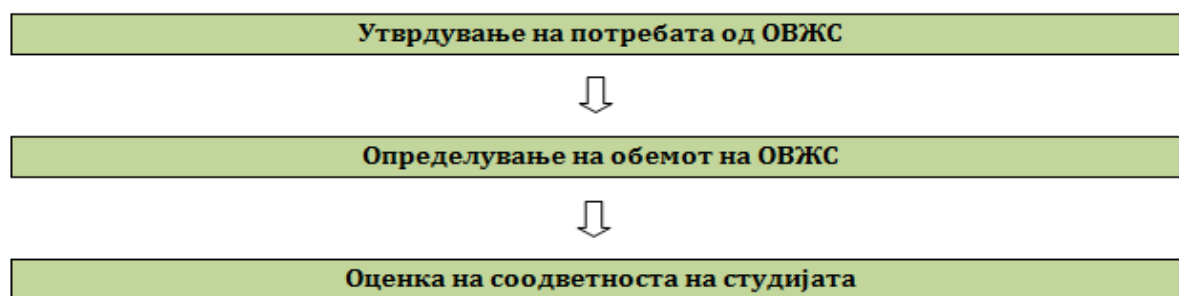 Утврдување на потребата од ОВЖС
Определување на обемот на ОВЖС
Оценка на соодветноста на студијата